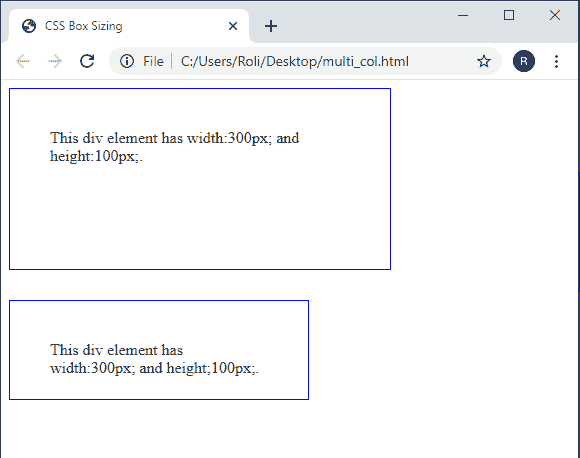 CSS Box Sizing
File C:/Users/Roli/Desktop/multi_col.html R
This div element has width:300px; and
height:100px;.
This div element has
width:300px; and height;100px;.